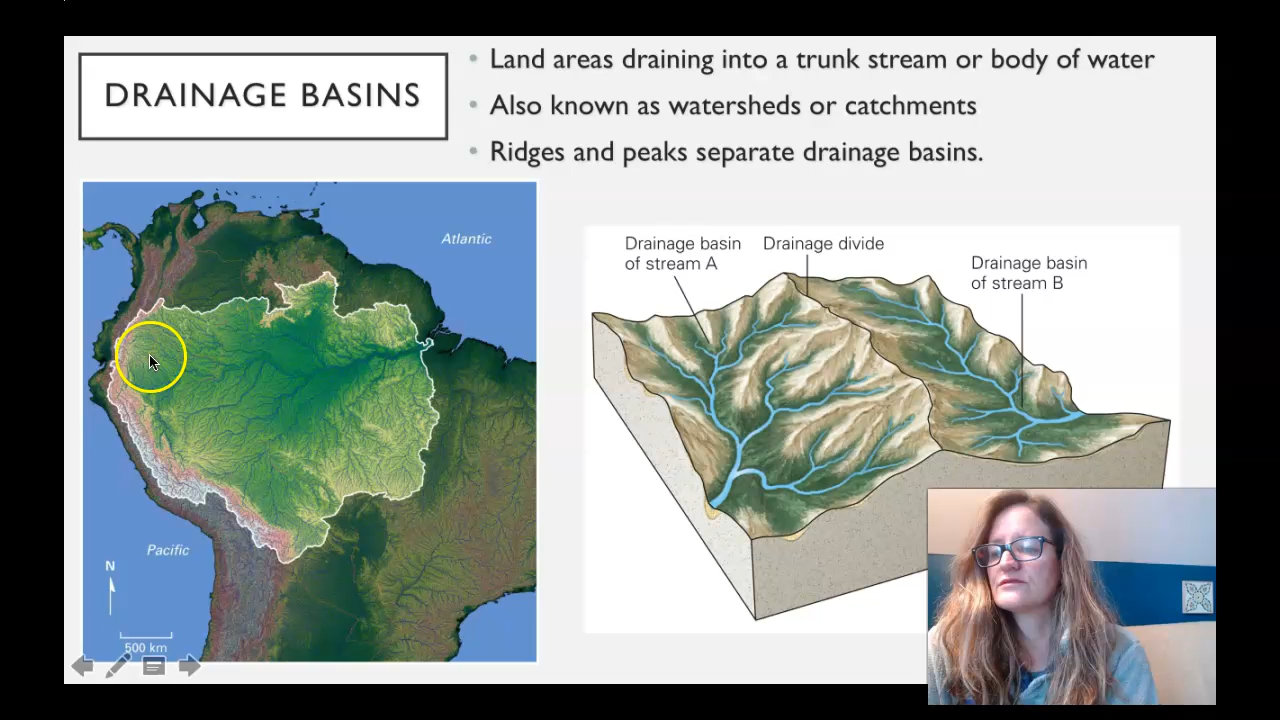 DRAINAGE BASINS
• Land areas draining into a trunk stream or body of water
• Also known as watersheds or catchments
• Ridges and peaks separate drainage basins.
Atlantic
Pacific
N
500 km
Drainage basin
of stream A
Drainage divide
Drainage basin
of stream B